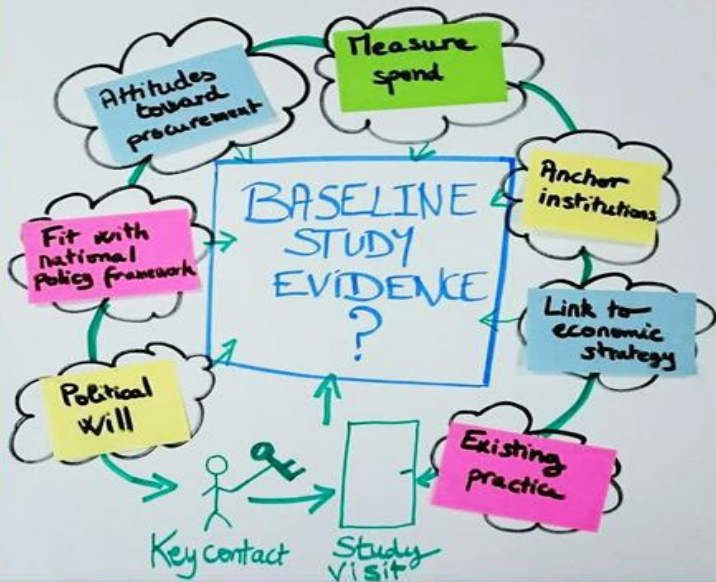 Measure
spend
Attitudes
toward
procurement
Anchor
institutions
Fit with
national
Policy framework
BASELINE
STUDY
EVIDENCE
?
Link to
economic
strategy
Political
Will
Existing
practice
Key contact
Study
Visit